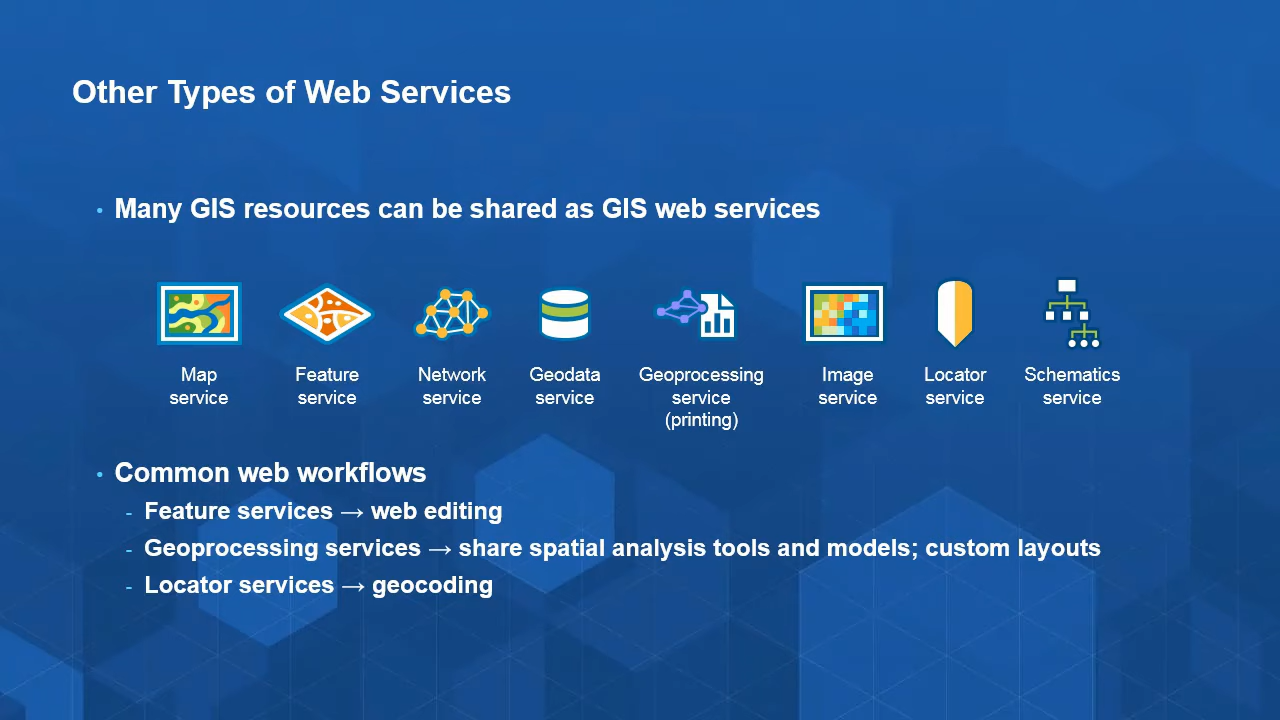 Other Types of Web Services
• Many GIS resources can be shared as GIS web services
Map service
Feature service
Network service
Geodata service
Geoprocessing service (printing)
Image service
Locator service
Schematics service
• Common web workflows
- Feature services → web editing
- Geoprocessing services → share spatial analysis tools and models; custom layouts
- Locator services → geocoding